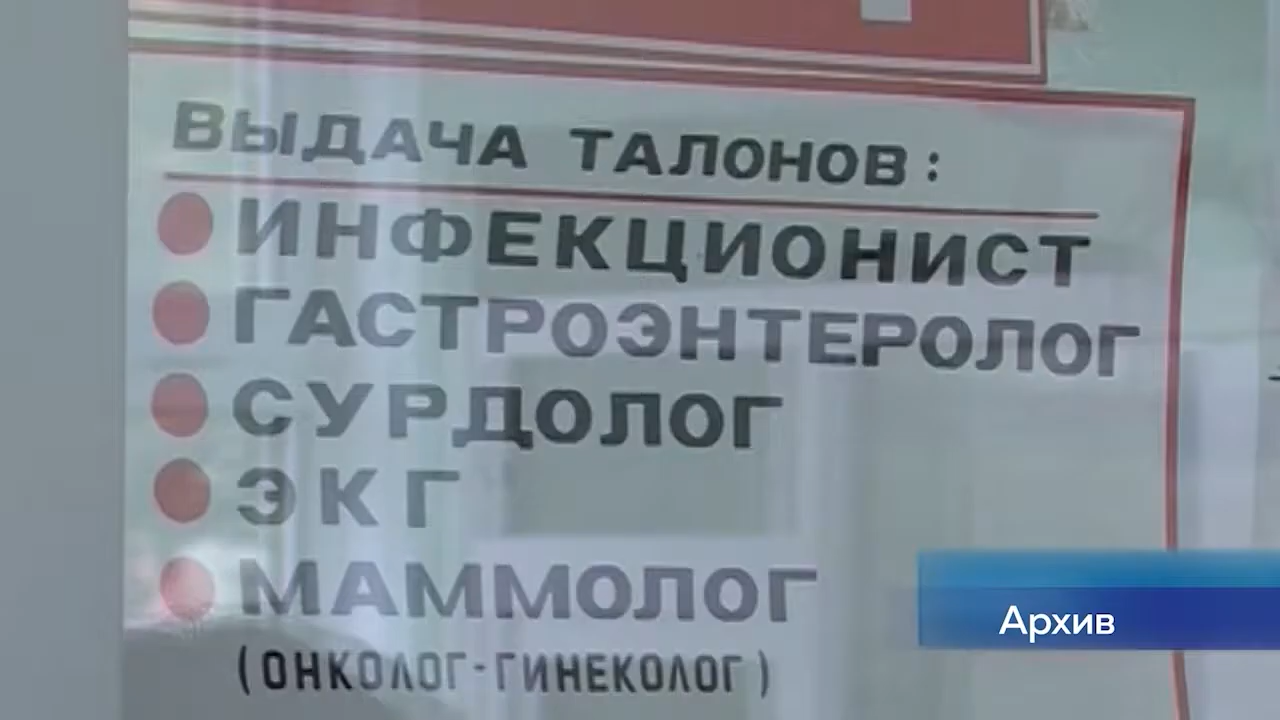 ВЫДАЧА ТАЛОНОВ:
ИНФЕКЦИОНИСТ
ГАСТРОЭНТЕРОЛОГ
СУРДОЛОГ
ЭКГ
МАММОЛОГ
(ОНКОЛОГ-ГИНЕКОЛОГ)
Архив